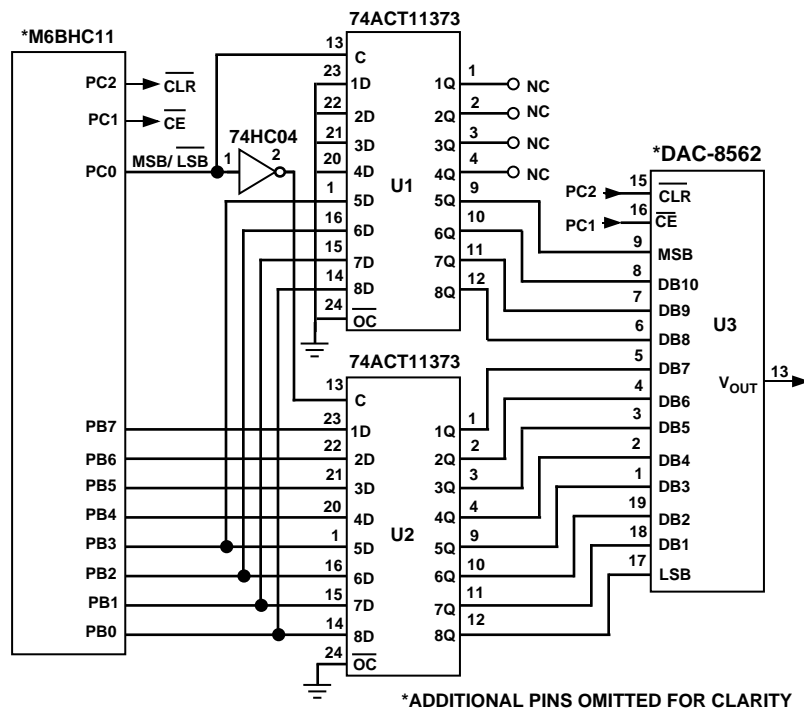 *M6BHC11
PC2
CLR
PC1
CE
PC0
MSB/ LSB
1
74HC04
2
PB7
PB6
PB5
PB4
PB3
PB2
PB1
PB0
74ACT11373
13
C
23
1D
22
2D
21
3D
20
4D
1
5D
16
6D
15
7D
14
8D
24
OC
U1
1Q
1
NC
2Q
2
NC
3Q
3
NC
4Q
4
NC
5Q
9
6Q
10
7Q
11
8Q
12
74ACT11373
13
C
23
1D
22
2D
21
3D
20
4D
1
5D
16
6D
15
7D
14
8D
24
OC
U2
1Q
1
2Q
2
3Q
3
4Q
4
5Q
9
6Q
10
7Q
11
8Q
12
*DAC-8562
PC2
15
CLR
PC1
16
CE
9
MSB
8
DB10
7
DB9
6
DB8
5
DB7
4
DB6
3
DB5
2
DB4
1
DB3
19
DB2
18
DB1
17
LSB
U3
VOUT
13
*ADDITIONAL PINS OMITTED FOR CLARITY